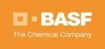 BASF
The Chemical Company